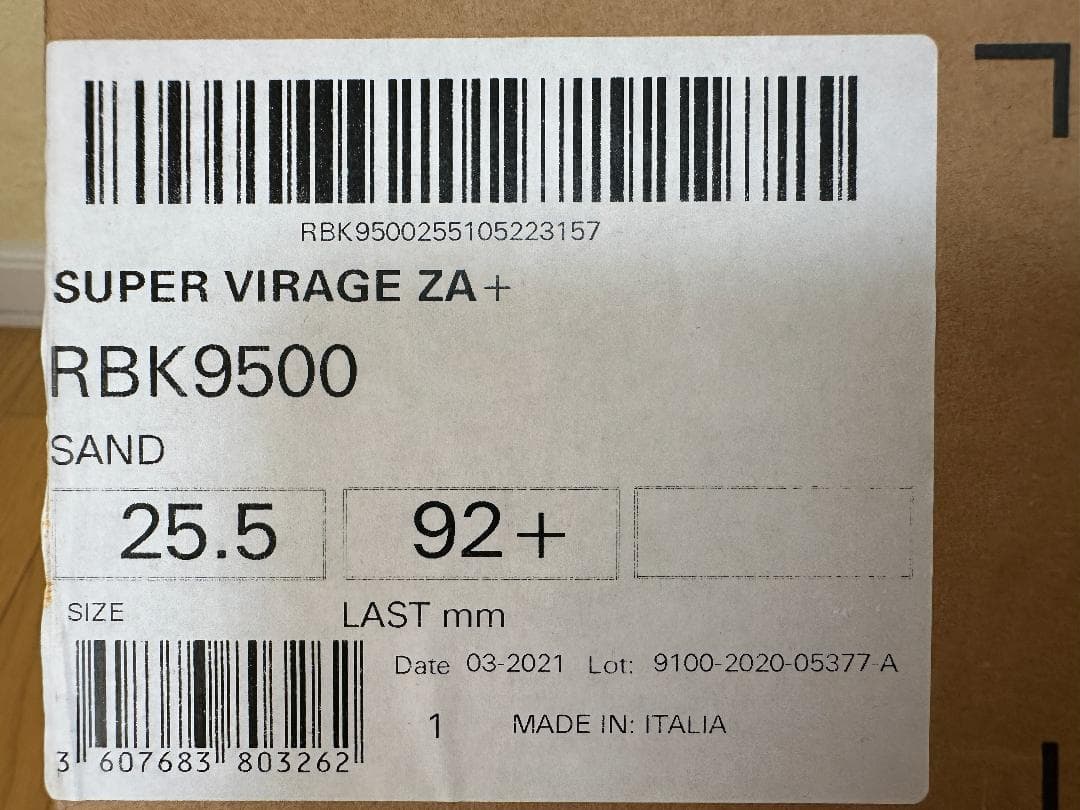 RBK9500255105223157
SUPER VIRAGE ZA+
RBK9500
SAND
25.5 92+
SIZE LAST mm
Date 03-2021 Lot: 9100-2020-05377-A
1 MADE IN: ITALIA
3 607683 803262